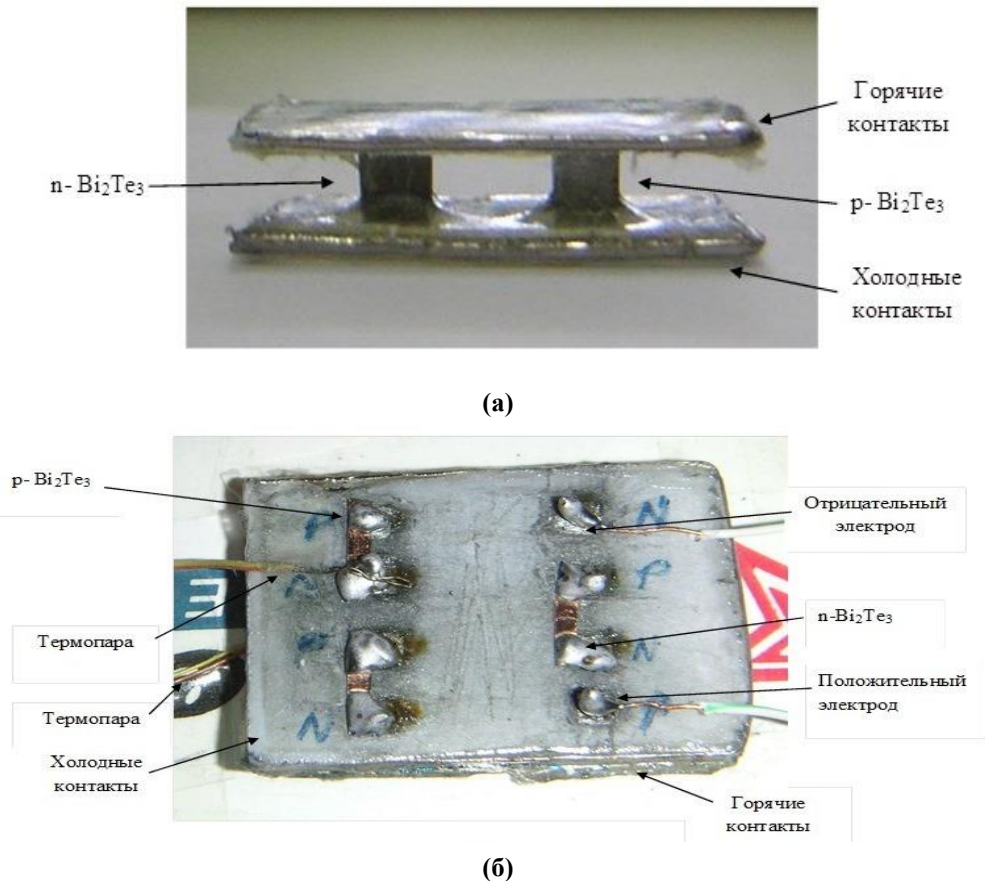 Горячие
контакты
n- Bi₂Te₃
p- Bi₂Te₃
Холодные
контакты
(а)
p- Bi₂Te₃
Отрицательный
электрод
P
N
N
P
n-Bi₂Te₃
Термопара
E
P
N
Положительный
электрод
Термопара
N
P
Холодные
контакты
Горячие
контакты
(б)